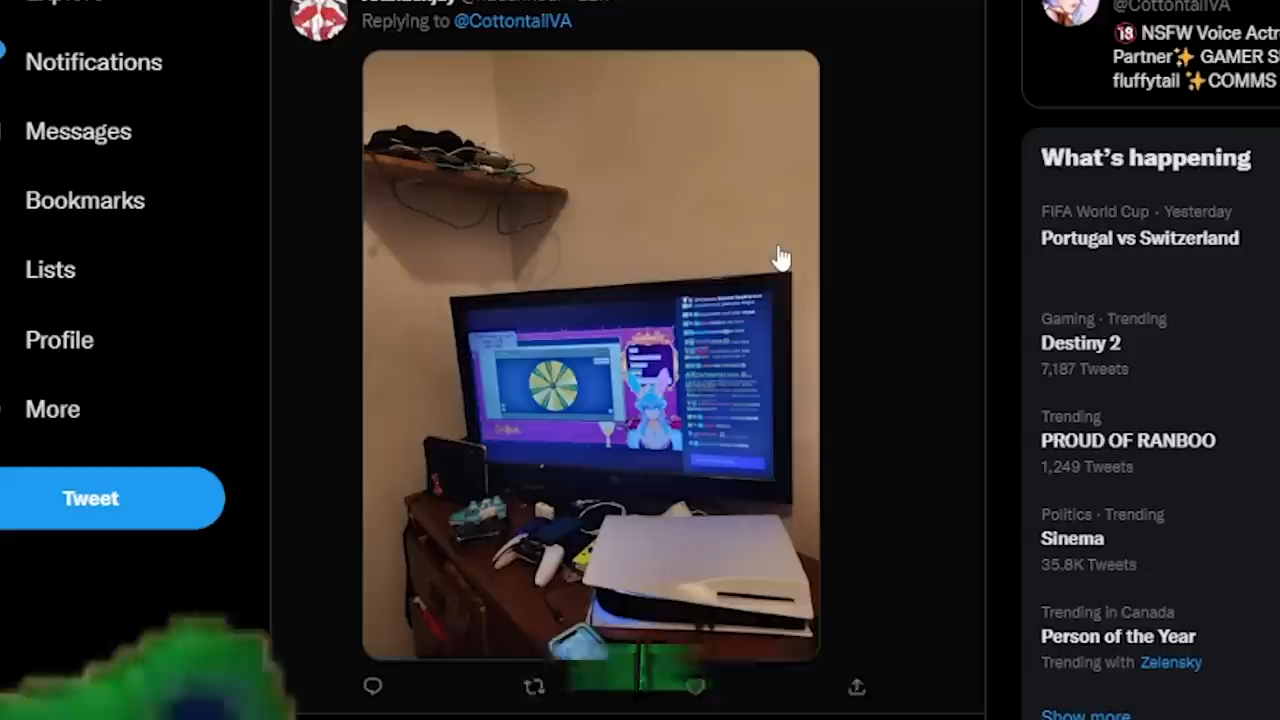 Notifications
Messages
Bookmarks
Lists
Profile
More
Tweet
Replying to @CottontailVA
@CottontailVA
🔞 NSFW Voice Actr
Partner✨ GAMER S
fluffytail ✨COMMS
What's happening
FIFA World Cup · Yesterday
Portugal vs Switzerland
Gaming · Trending
Destiny 2
7,187 Tweets
Trending
PROUD OF RANBOO
1,249 Tweets
Politics · Trending
Sinema
35.8K Tweets
Trending in Canada
Person of the Year
Trending with Zelensky
Show more